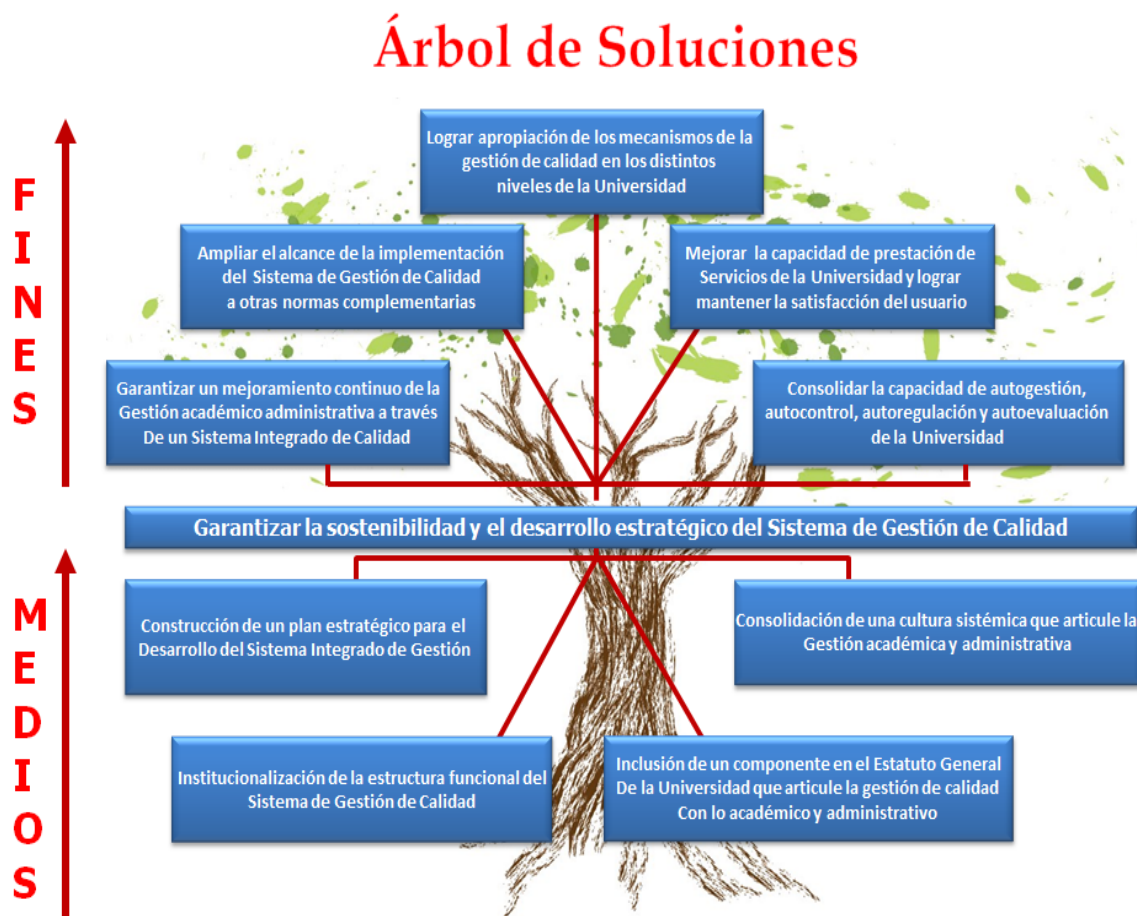 Árbol de Soluciones
FINES
Lograr apropiación de los mecanismos de la
gestión de calidad en los distintos
niveles de la Universidad
Ampliar el alcance de la implementación
del Sistema de Gestión de Calidad
a otras normas complementarias
Mejorar la capacidad de prestación de
Servicios de la Universidad y lograr
mantener la satisfacción del usuario
Garantizar un mejoramiento continuo de la
Gestión académico administrativa a través
De un Sistema Integrado de Calidad
Consolidar la capacidad de autogestión,
autocontrol, autoregulación y autoevaluación
de la Universidad
Garantizar la sostenibilidad y el desarrollo estratégico del Sistema de Gestión de Calidad
MEDIOS
Construcción de un plan estratégico para el
Desarrollo del Sistema Integrado de Gestión
Consolidación de una cultura sistémica que articule la
Gestión académica y administrativa
Institucionalización de la estructura funcional del
Sistema de Gestión de Calidad
Inclusión de un componente en el Estatuto General
De la Universidad que articule la gestión de calidad
Con lo académico y administrativo